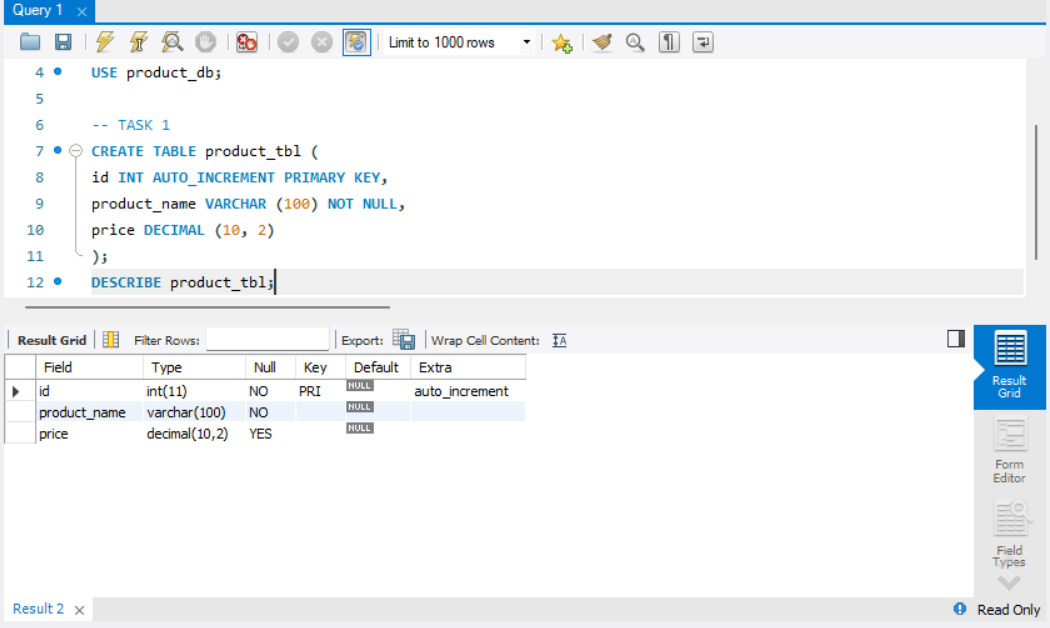 Query 1
Limit to 1000 rows
4 USE product_db;
5
6 -- TASK 1
7 CREATE TABLE product_tbl (
8 id INT AUTO_INCREMENT PRIMARY KEY,
9 product_name VARCHAR (100) NOT NULL,
10 price DECIMAL (10, 2)
11 );
12 DESCRIBE product_tbl;
Result Grid Filter Rows: Export: Wrap Cell Content:
Field Type Null Key Default Extra
id int(11) NO PRI NULL auto_increment
product_name varchar(100) NO NULL
price decimal(10,2) YES NULL
Result
Grid
Form
Editor
Field
Types
Result 2
Read Only